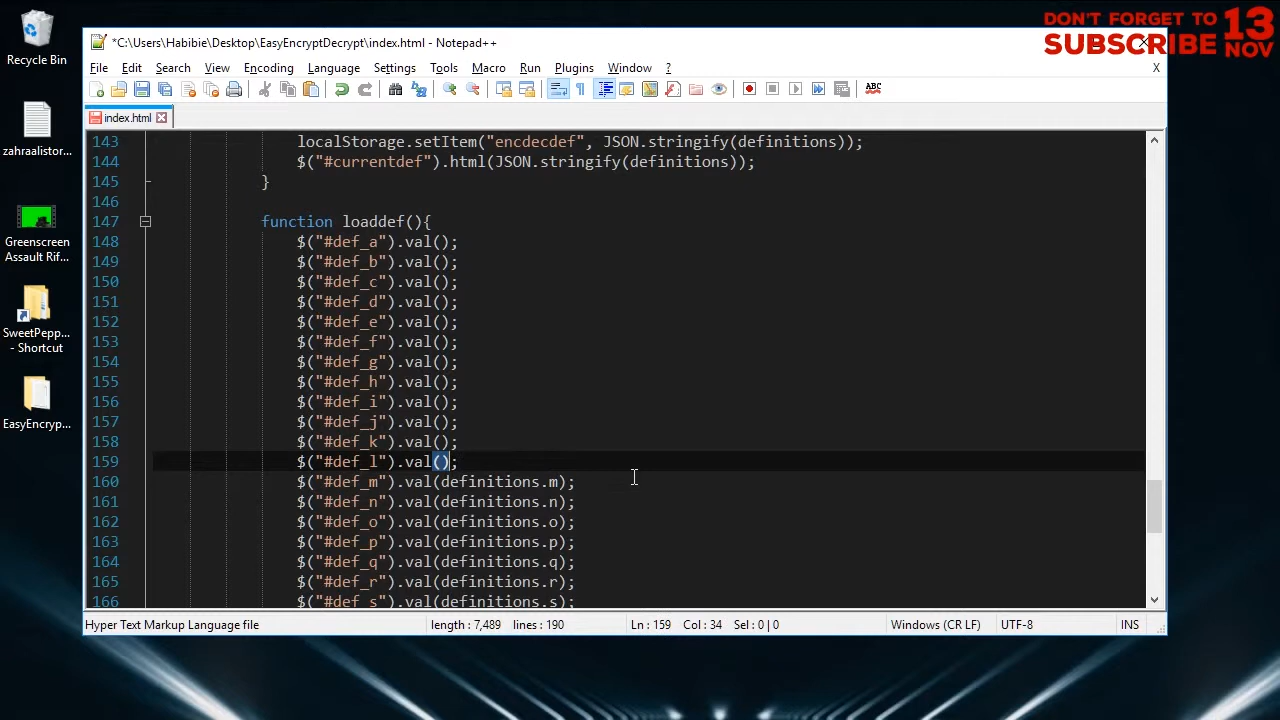 DON'T FORGET TO
SUBSCRIBE
13
NOV
Recycle Bin
zahraalistor...
Greenscreen
Assault Rif...
SweetPepp...
- Shortcut
EasyEncryp...
*C:\Users\Habibie\Desktop\EasyEncryptDecrypt\index.html - Notepad++
File Edit Search View Encoding Language Settings Tools Macro Run Plugins Window ? X
ABC
index.html
143 localStorage.setItem("encdecdef", JSON.stringify(definitions));
144 $("#currentdef").html(JSON.stringify(definitions));
145 }
146
147 function loaddef(){
148 $("#def_a").val();
149 $("#def_b").val();
150 $("#def_c").val();
151 $("#def_d").val();
152 $("#def_e").val();
153 $("#def_f").val();
154 $("#def_g").val();
155 $("#def_h").val();
156 $("#def_i").val();
157 $("#def_j").val();
158 $("#def_k").val();
159 $("#def_l").val();
160 $("#def_m").val(definitions.m);
161 $("#def_n").val(definitions.n);
162 $("#def_o").val(definitions.o);
163 $("#def_p").val(definitions.p);
164 $("#def_q").val(definitions.q);
165 $("#def_r").val(definitions.r);
166 $("#def_s").val(definitions.s);
Hyper Text Markup Language file length : 7,489 lines : 190 Ln : 159 Col : 34 Sel : 0 | 0 Windows (CR LF) UTF-8 INS